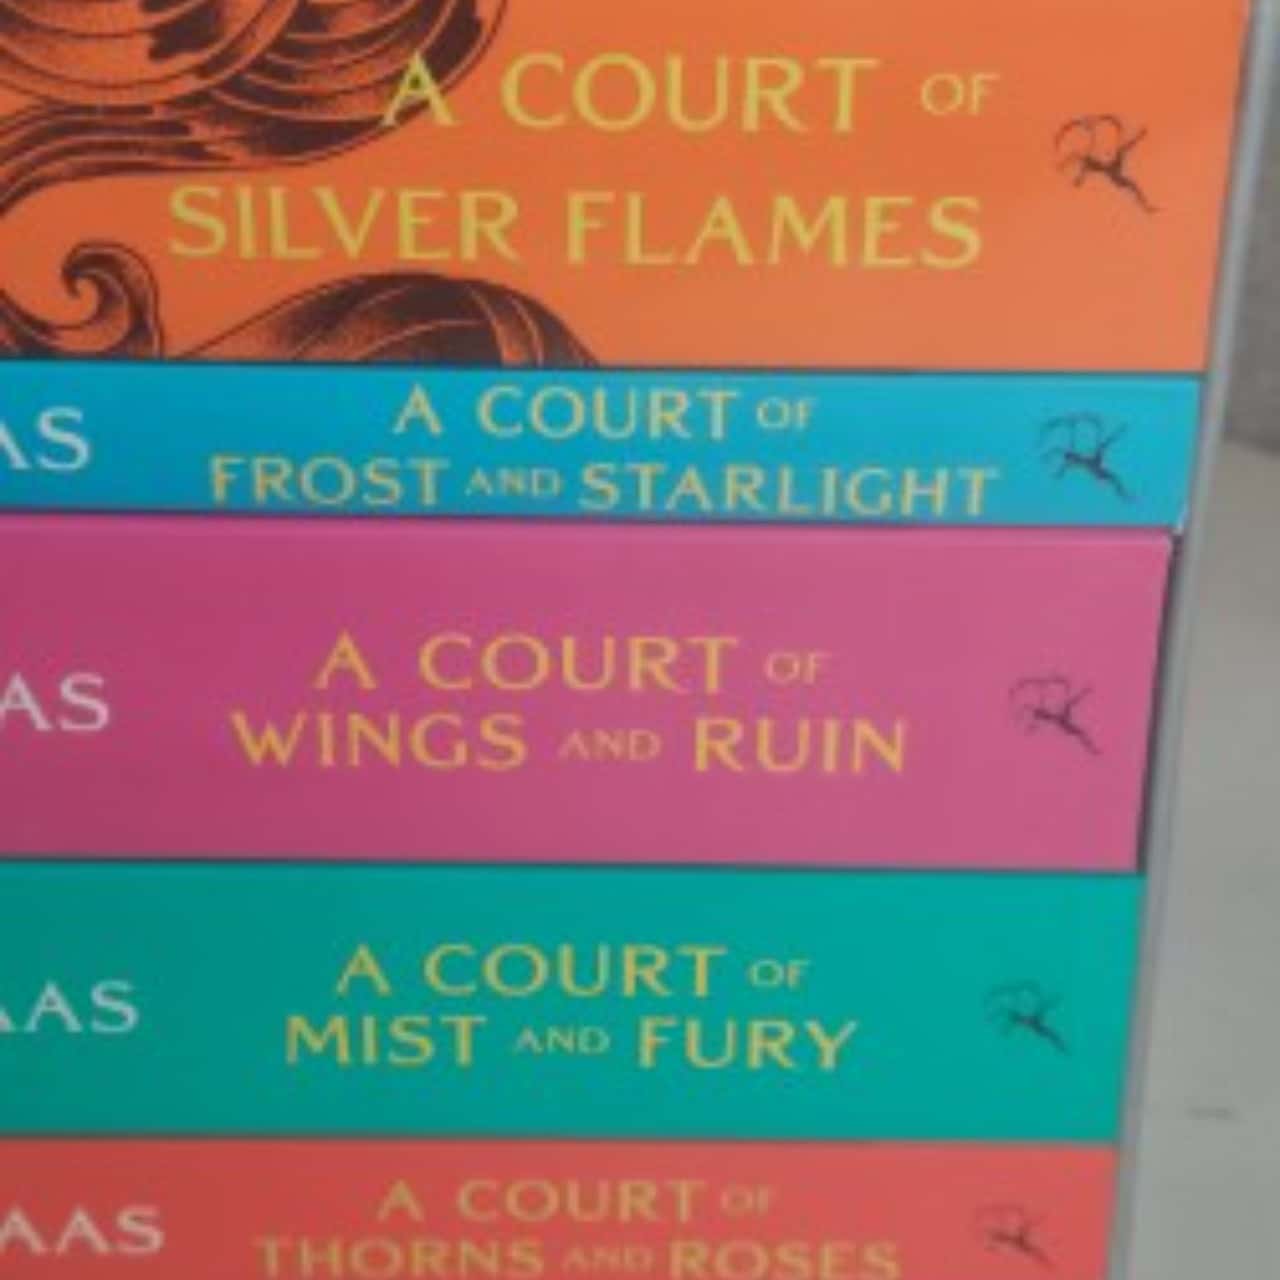 A COURT OF
SILVER FLAMES
AS
A COURT OF
FROST AND STARLIGHT
AS
A COURT OF
WINGS AND RUIN
AAS
A COURT OF
MIST AND FURY
AAS
A COURT OF
THORNS AND ROSES